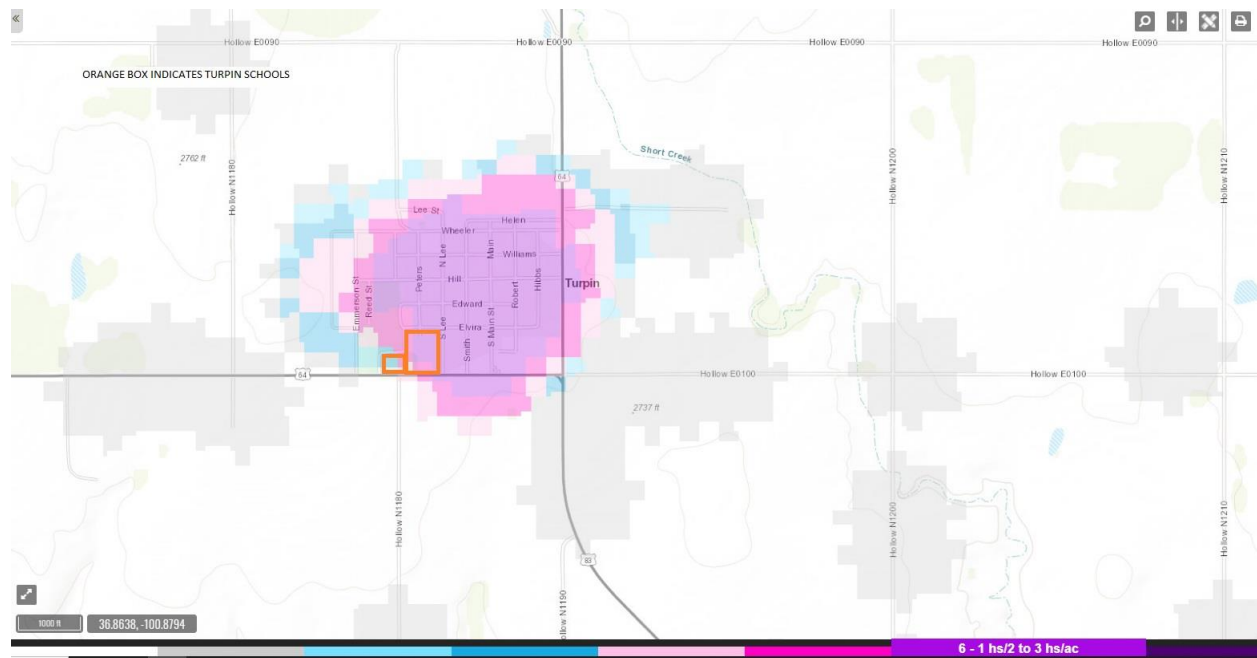 «
Hollow E0090
Hollow E0090
Hollow E0090
Hollow E0090
ORANGE BOX INDICATES TURPIN SCHOOLS
Short Creek
2762 ft
Hollow N1180
Hollow N1200
Hollow N1210
64
Lee St
Helen
Wheeler
N Lee
Main
Williams
Peters
Hill
Robert
Hibbs
Turpin
Emmerson St
Reed St
Edward
S Lee
Elvira
Smith
S Main St
64
Hollow E0100
Hollow E0100
2737 ft
Hollow N1180
Hollow N1200
Hollow N1210
83
Hollow N1190
1000 ft
36.8638, -100.8794
6 - 1 hs/2 to 3 hs/ac